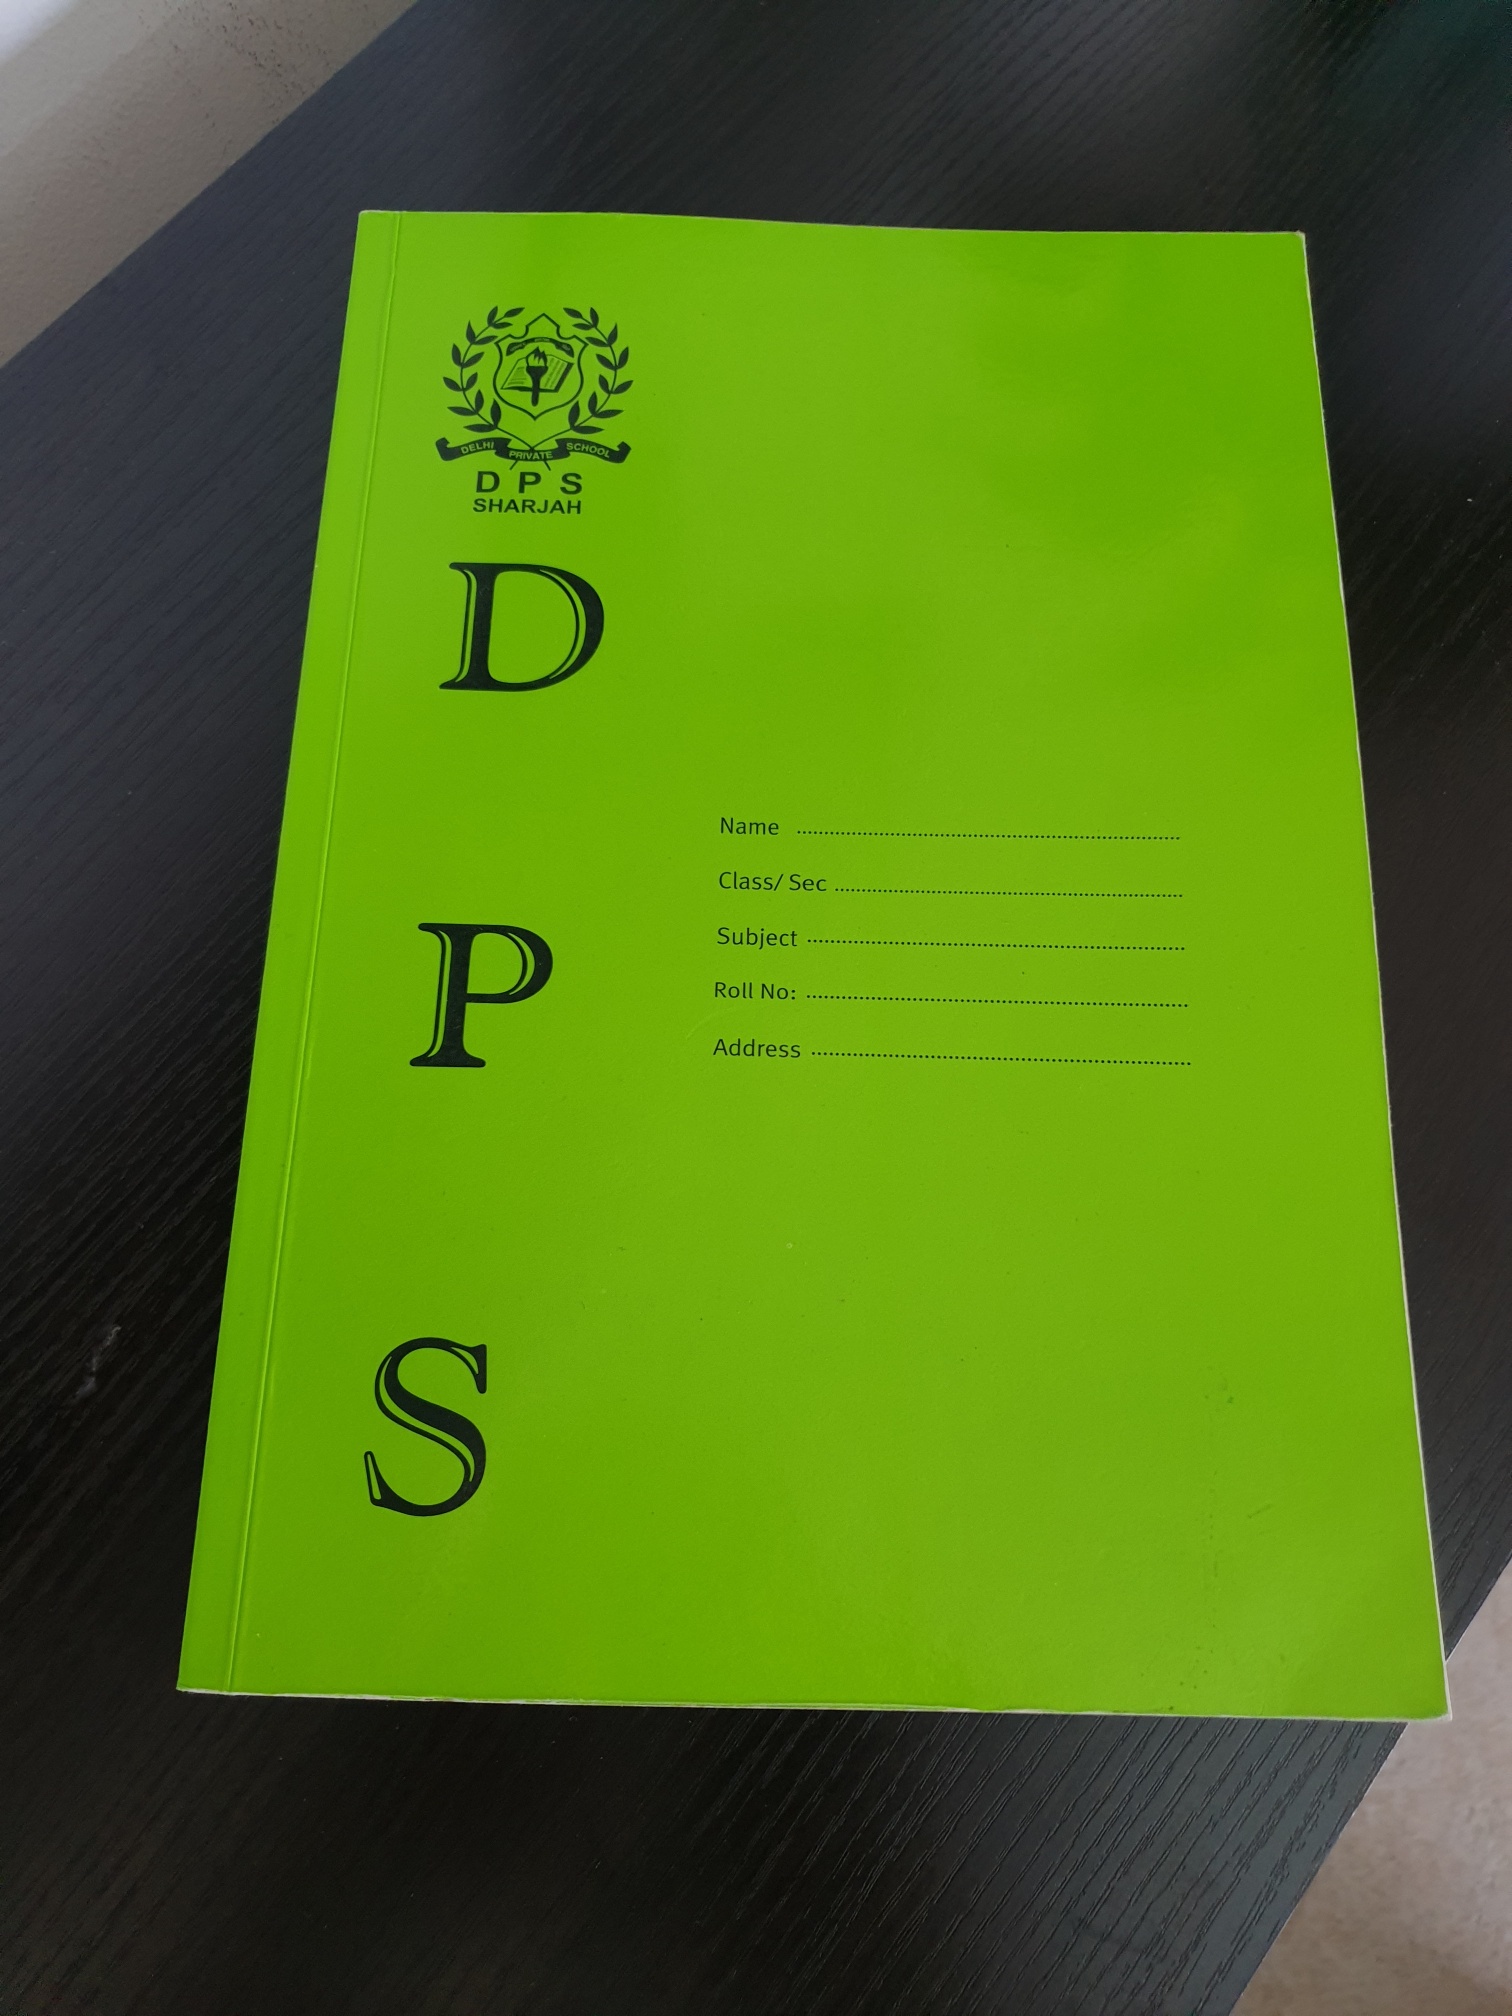 DELHI PRIVATE SCHOOL
D P S
SHARJAH
D
P
S
Name
Class/ Sec
Subject
Roll No:
Address